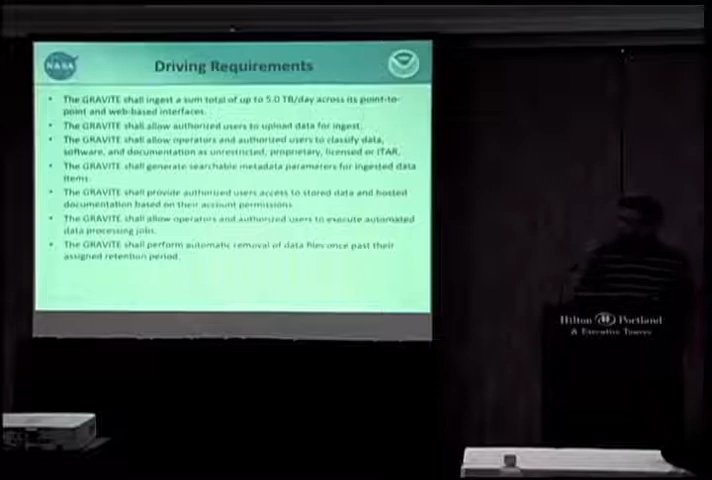 NASA
Driving Requirements
• The GRAVITE shall ingest a sum total of up to 5.0 TB/day across its point-to-
point and web-based interfaces.
• The GRAVITE shall allow authorized users to upload data for ingest.
• The GRAVITE shall allow operators and authorized users to classify data,
software, and documentation as unrestricted, proprietary, licensed or ITAR.
• The GRAVITE shall generate searchable metadata parameters for ingested data
items.
• The GRAVITE shall provide authorized users access to stored data and hosted
documentation based on their account permissions.
• The GRAVITE shall allow operators and authorized users to execute automated
data processing jobs.
• The GRAVITE shall perform automatic removal of data files once past their
assigned retention period.
Hilton Portland
& Executive Towers